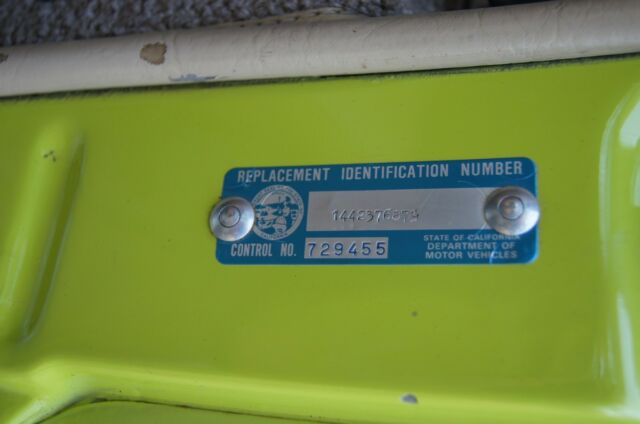 REPLACEMENT IDENTIFICATION NUMBER
CONTROL NO. 729455
STATE OF CALIFORNIA
DEPARTMENT OF
MOTOR VEHICLES